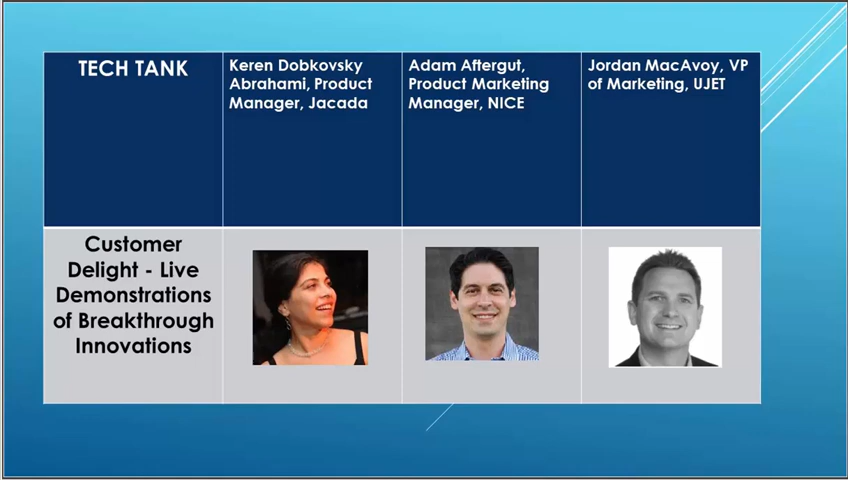 TECH TANK
Keren Dobkovsky
Abrahami, Product
Manager, Jacada
Adam Aftergut,
Product Marketing
Manager, NICE
Jordan MacAvoy, VP
of Marketing, UJET
Customer
Delight - Live
Demonstrations
of Breakthrough
Innovations